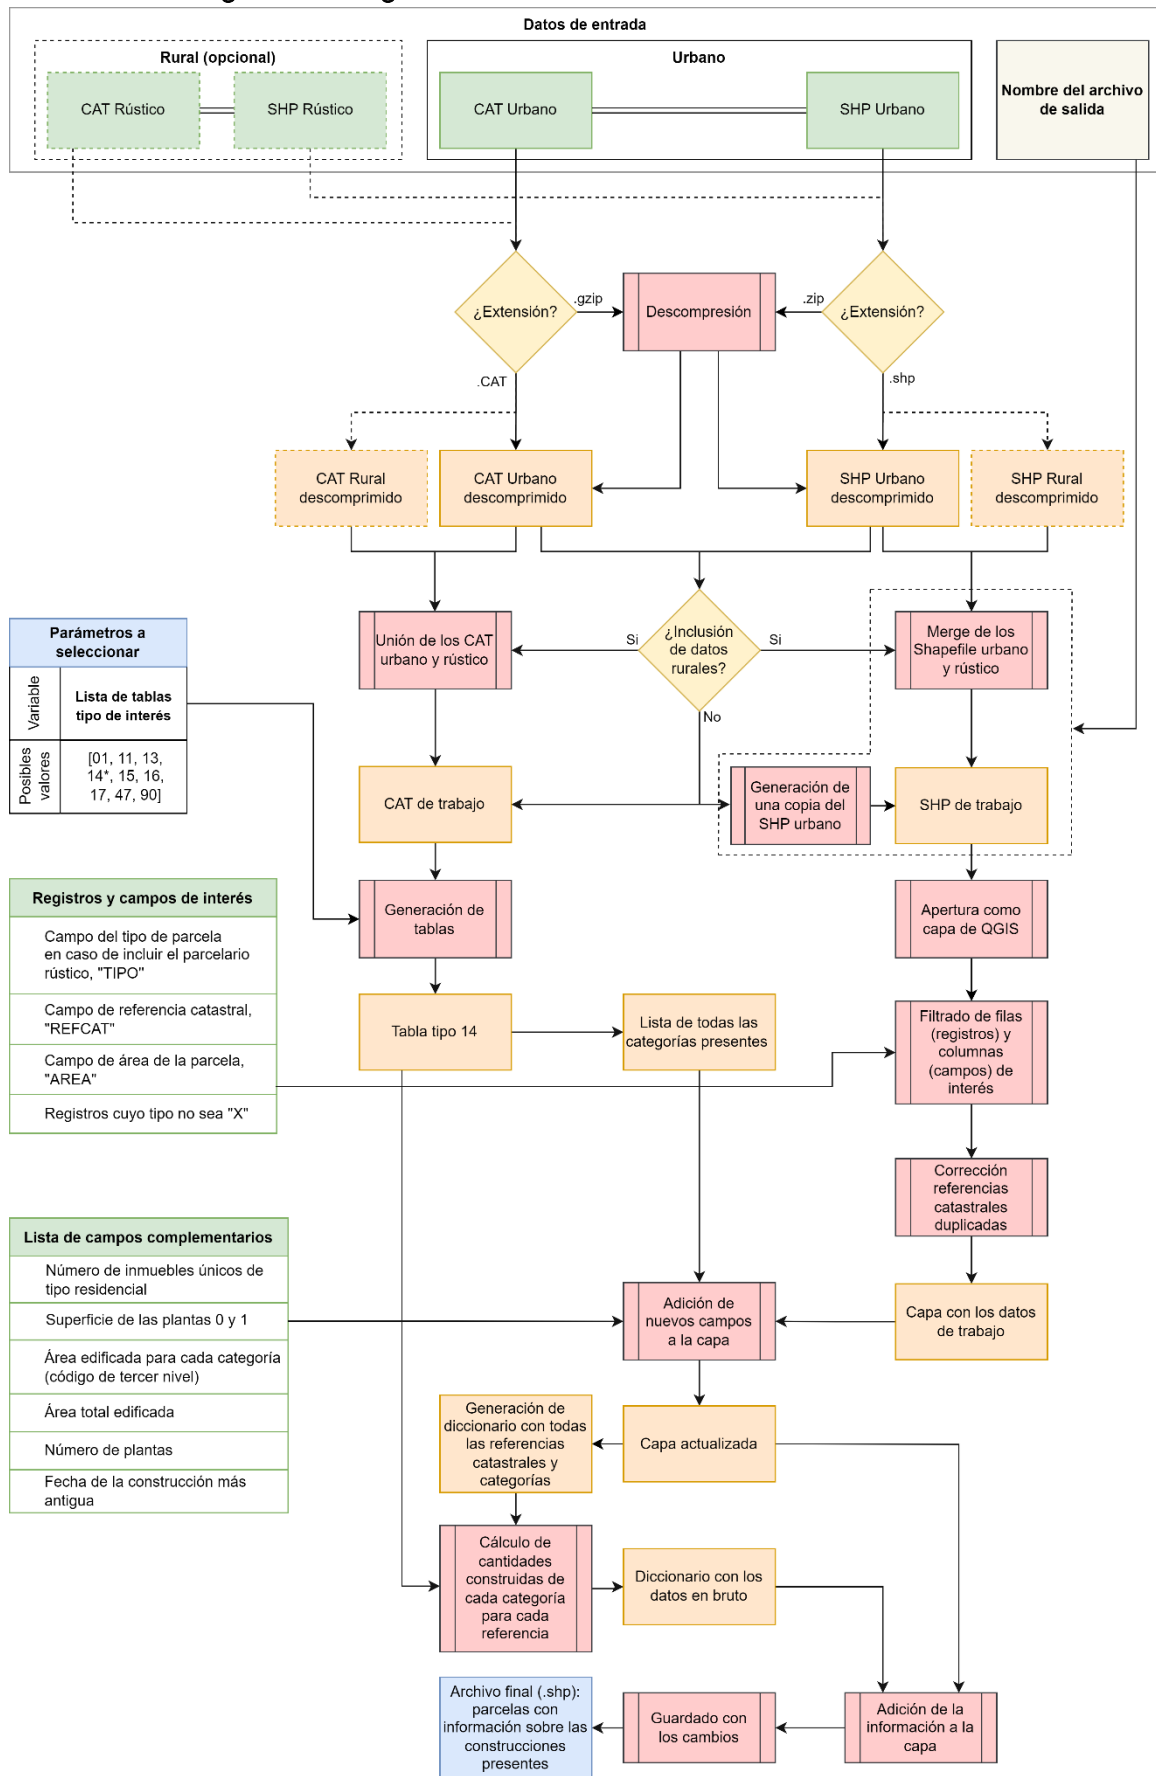 Datos de entrada
Rural (opcional)
Urbano
CAT Rústico
SHP Rústico
CAT Urbano
SHP Urbano
Nombre del archivo
de salida
¿Extensión?
.gzip
Descompresión
.zip
¿Extensión?
.CAT
.shp
CAT Rural
descomprimido
CAT Urbano
descomprimido
SHP Urbano
descomprimido
SHP Rural
descomprimido
Unión de los CAT
urbano y rústico
Si
¿Inclusión
de datos
rurales?
Si
Merge de los
Shapefile urbano
y rústico
No
Parámetros a
seleccionar
Variable
Lista de tablas
tipo de interés
Posibles
valores
[01, 11, 13,
14*, 15, 16,
17, 47, 90]
CAT de trabajo
Generación de
una copia del
SHP urbano
SHP de trabajo
Registros y campos de interés
Campo del tipo de parcela
en caso de incluir el parcelario
rústico, "TIPO"
Campo de referencia catastral,
"REFCAT"
Campo de área de la parcela,
"AREA"
Registros cuyo tipo no sea "X"
Generación de
tablas
Apertura como
capa de QGIS
Tabla tipo 14
Lista de todas las
categorías presentes
Filtrado de filas
(registros) y
columnas
(campos) de
interés
Corrección
referencias
catastrales
duplicadas
Lista de campos complementarios
Número de inmuebles únicos de
tipo residencial
Superficie de las plantas 0 y 1
Área edificada para cada categoría
(código de tercer nivel)
Área total edificada
Número de plantas
Fecha de la construcción más
antigua
Adición de
nuevos campos
a la capa
Capa con los datos
de trabajo
Generación de
diccionario con todas
las referencias
catastrales y
categorías
Capa actualizada
Cálculo de
cantidades
construidas de
cada categoría
para cada
referencia
Diccionario con los
datos en bruto
Archivo final (.shp):
parcelas con
información sobre las
construcciones
presentes
Guardado con
los cambios
Adición de la
información a la
capa